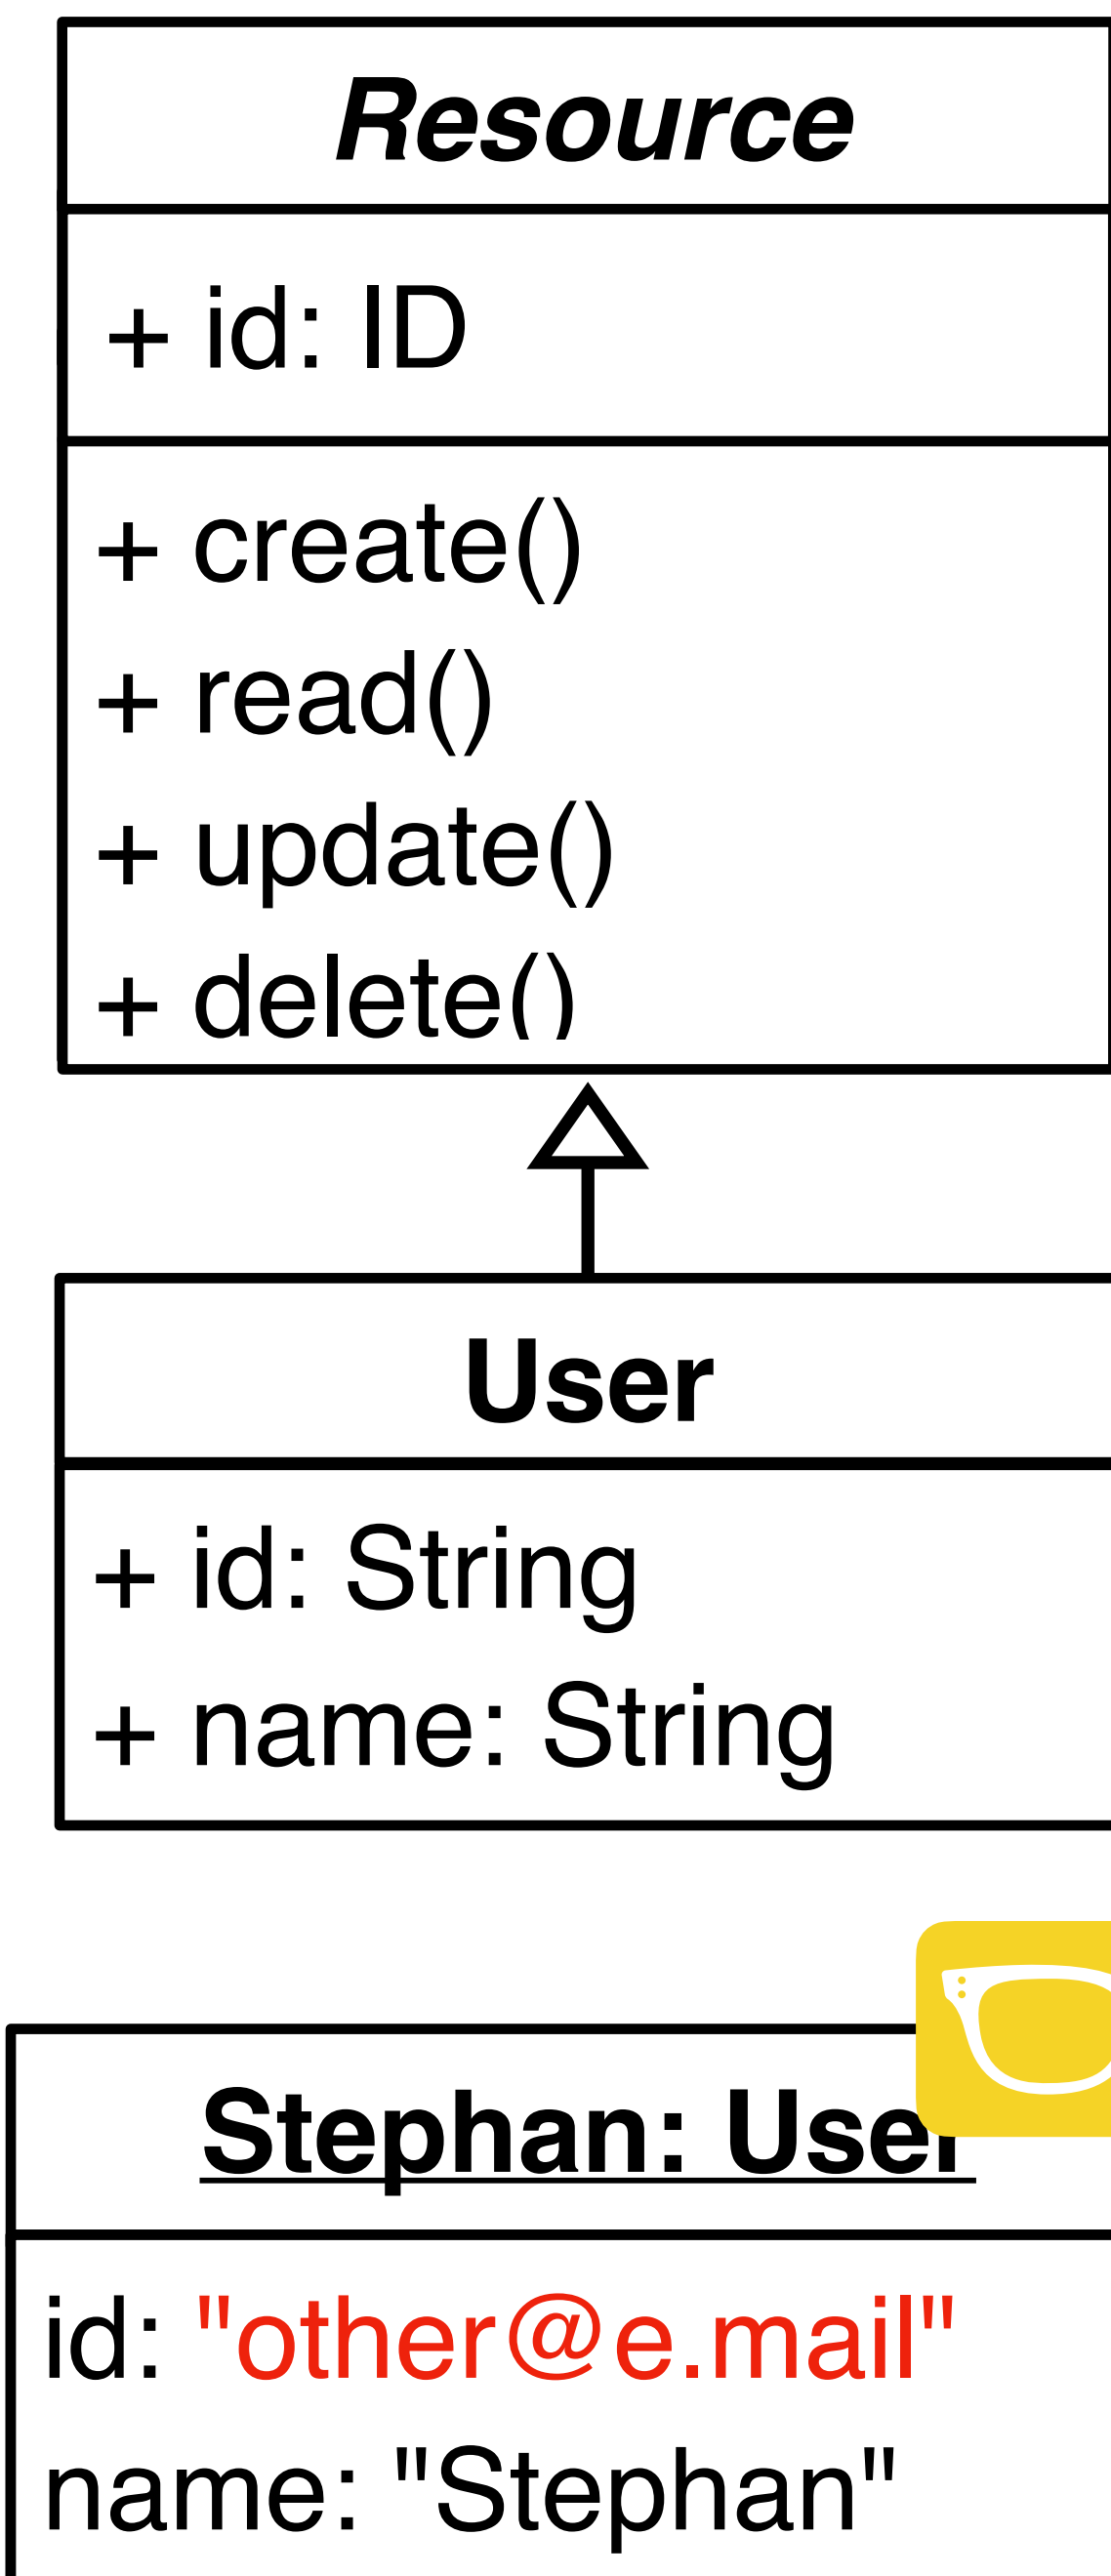 Resource
+ id: ID
+ create()
+ read()
+ update()
+ delete()
User
+ id: String
+ name: String
Stephan: User
id: "other@e.mail"
name: "Stephan"